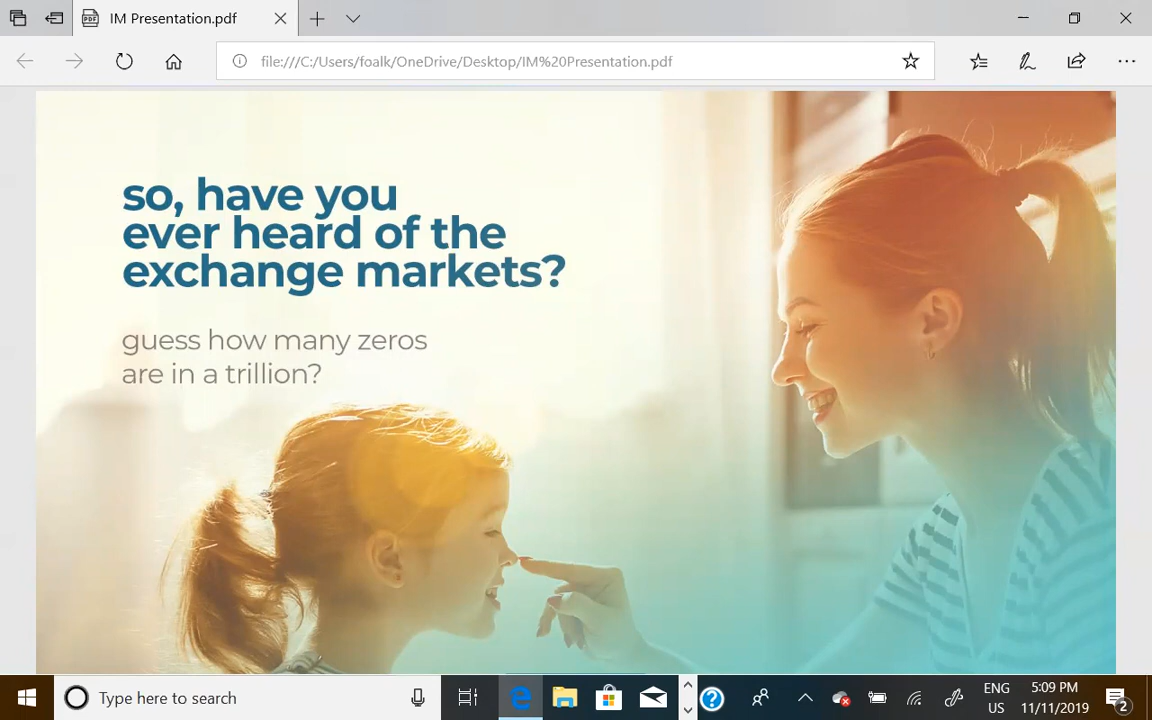 IM Presentation.pdf
file:///C:/Users/foalk/OneDrive/Desktop/IM%20Presentation.pdf
so, have you
ever heard of the
exchange markets?
guess how many zeros
are in a trillion?
Type here to search
ENG
US
5:09 PM
11/11/2019
2